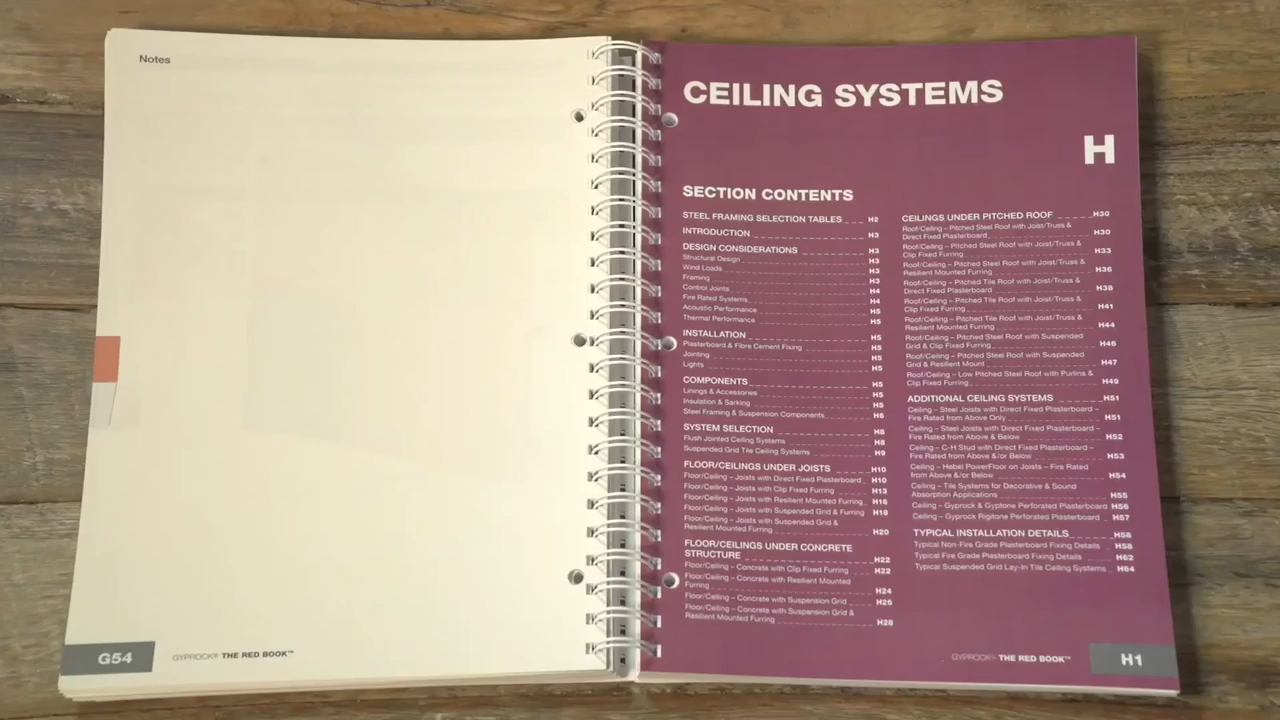 Notes
G54
GYPROCK® THE RED BOOK™
CEILING SYSTEMS
H
SECTION CONTENTS
STEEL FRAMING SELECTION TABLES H2
INTRODUCTION H3
DESIGN CONSIDERATIONS H3
Structural Design H3
Wind Loads H3
Framing H3
Control Joints H4
Fire Rated Systems H4
Acoustic Performance H5
Thermal Performance H5
INSTALLATION H5
Plasterboard & Fibre Cement Fixing H5
Jointing H5
Lights H5
COMPONENTS H5
Linings & Accessories H5
Insulation & Sarking H5
Steel Framing & Suspension Components H6
SYSTEM SELECTION H8
Flush Jointed Ceiling Systems H8
Suspended Grid Tile Ceiling Systems H9
FLOOR/CEILINGS UNDER JOISTS H10
Floor/Ceiling – Joists with Direct Fixed Plasterboard H10
Floor/Ceiling – Joists with Clip Fixed Furring H13
Floor/Ceiling – Joists with Resilient Mounted Furring H16
Floor/Ceiling – Joists with Suspended Grid & Furring H18
Floor/Ceiling – Joists with Suspended Grid &
Resilient Mounted Furring H20
FLOOR/CEILINGS UNDER CONCRETE
STRUCTURE H22
Floor/Ceiling – Concrete with Clip Fixed Furring H22
Floor/Ceiling – Concrete with Resilient Mounted
Furring H24
Floor/Ceiling – Concrete with Suspension Grid H26
Floor/Ceiling – Concrete with Suspension Grid &
Resilient Mounted Furring H28
CEILINGS UNDER PITCHED ROOF H30
Roof/Ceiling – Pitched Steel Roof with Joist/Truss &
Direct Fixed Plasterboard H30
Roof/Ceiling – Pitched Steel Roof with Joist/Truss &
Clip Fixed Furring H33
Roof/Ceiling – Pitched Steel Roof with Joist/Truss &
Resilient Mounted Furring H36
Roof/Ceiling – Pitched Tile Roof with Joist/Truss &
Direct Fixed Plasterboard H38
Roof/Ceiling – Pitched Tile Roof with Joist/Truss &
Clip Fixed Furring H41
Roof/Ceiling – Pitched Tile Roof with Joist/Truss &
Resilient Mounted Furring H44
Roof/Ceiling – Pitched Steel Roof with Suspended
Grid & Clip Fixed Furring H46
Roof/Ceiling – Pitched Steel Roof with Suspended
Grid & Resilient Mount H47
Roof/Ceiling – Low Pitched Steel Roof with Purlins &
Clip Fixed Furring H49
ADDITIONAL CEILING SYSTEMS H51
Ceiling – Steel Joists with Direct Fixed Plasterboard –
Fire Rated from Above Only H51
Ceiling – Steel Joists with Direct Fixed Plasterboard –
Fire Rated from Above & Below H52
Ceiling – C-H Stud with Direct Fixed Plasterboard –
Fire Rated from Above &/or Below H53
Ceiling – Hebel PowerFloor on Joists – Fire Rated
from Above &/or Below H54
Ceiling – Tile Systems for Decorative & Sound
Absorption Applications H55
Ceiling – Gyprock & Gyptone Perforated Plasterboard H56
Ceiling – Gyprock Rigitone Perforated Plasterboard H57
TYPICAL INSTALLATION DETAILS H58
Typical Non-Fire Grade Plasterboard Fixing Details H58
Typical Fire Grade Plasterboard Fixing Details H62
Typical Suspended Grid Lay-In Tile Ceiling Systems H64
GYPROCK® THE RED BOOK™
H1